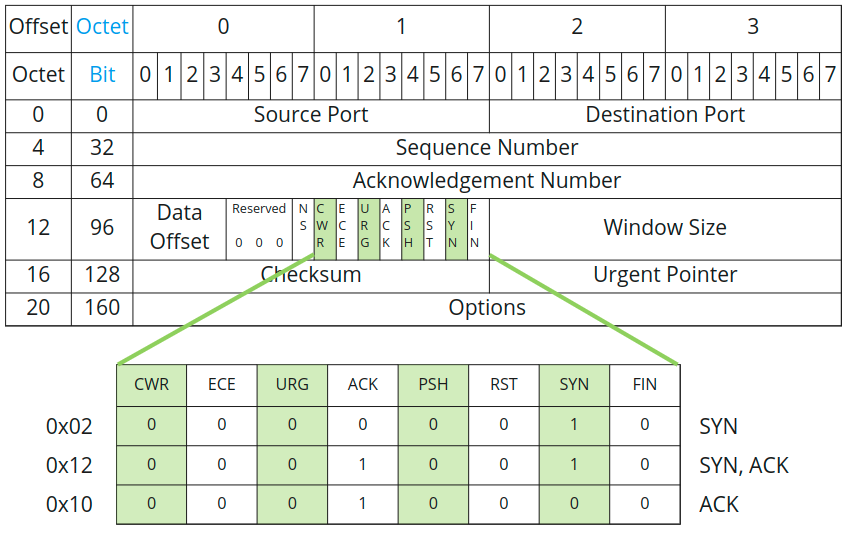 Offset Octet 0 1 2 3
Octet Bit 0 1 2 3 4 5 6 7 0 1 2 3 4 5 6 7 0 1 2 3 4 5 6 7 0 1 2 3 4 5 6 7
0 0 Source Port Destination Port
4 32 Sequence Number
8 64 Acknowledgement Number
12 96 Data Offset Reserved 0 0 0 NS CWR ECE URG ACK PSH RST SYN FIN Window Size
16 128 Checksum Urgent Pointer
20 160 Options
CWR ECE URG ACK PSH RST SYN FIN
0x02 0 0 0 0 0 0 1 0 SYN
0x12 0 0 0 1 0 0 1 0 SYN, ACK
0x10 0 0 0 1 0 0 0 0 ACK